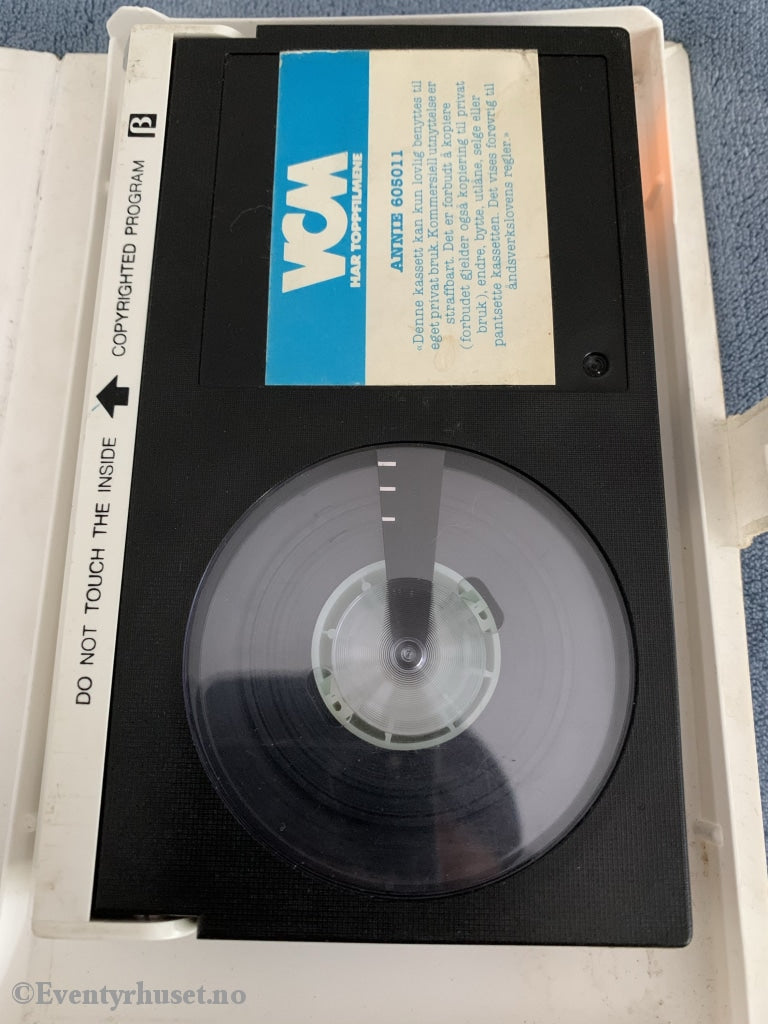 DO NOT TOUCH THE INSIDE COPYRIGHTED PROGRAM β
VCM
HAR TOPPFILMENE
ANNIE 605011
«Denne kassett kan kun lovlig benyttes til
eget privat bruk. Kommersiell utnyttelse er
straffbart. Det er forbudt å kopiere
(forbudet gjelder også kopiering til privat
bruk), endre, bytte, utlåne, selge eller
pantsette kassetten. Det vises forøvrig til
åndsverkslovens regler.»
©Eventyrhuset.no